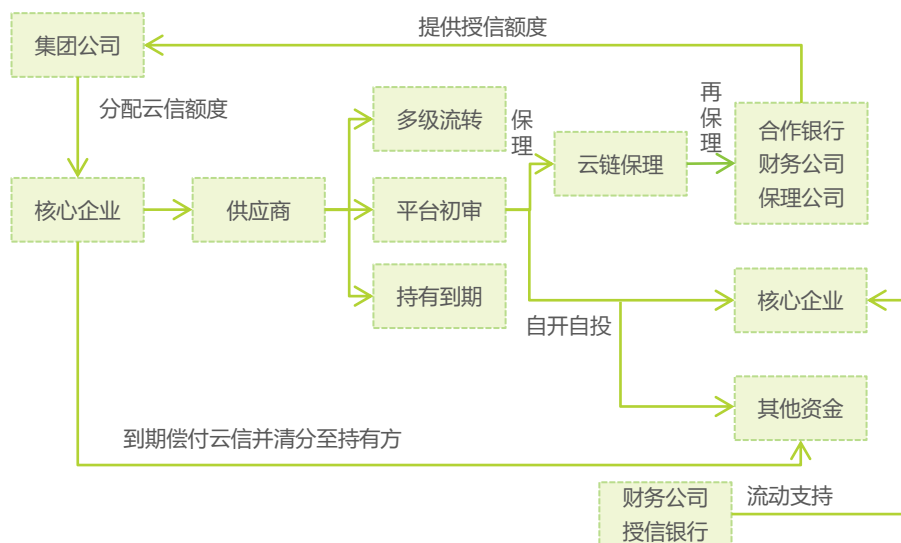 提供授信额度
集团公司
分配云信额度
多级流转
保理
再保理
合作银行
财务公司
保理公司
云链保理
核心企业
供应商
平台初审
持有到期
核心企业
自开自投
其他资金
到期偿付云信并清分至持有方
财务公司
授信银行
流动支持